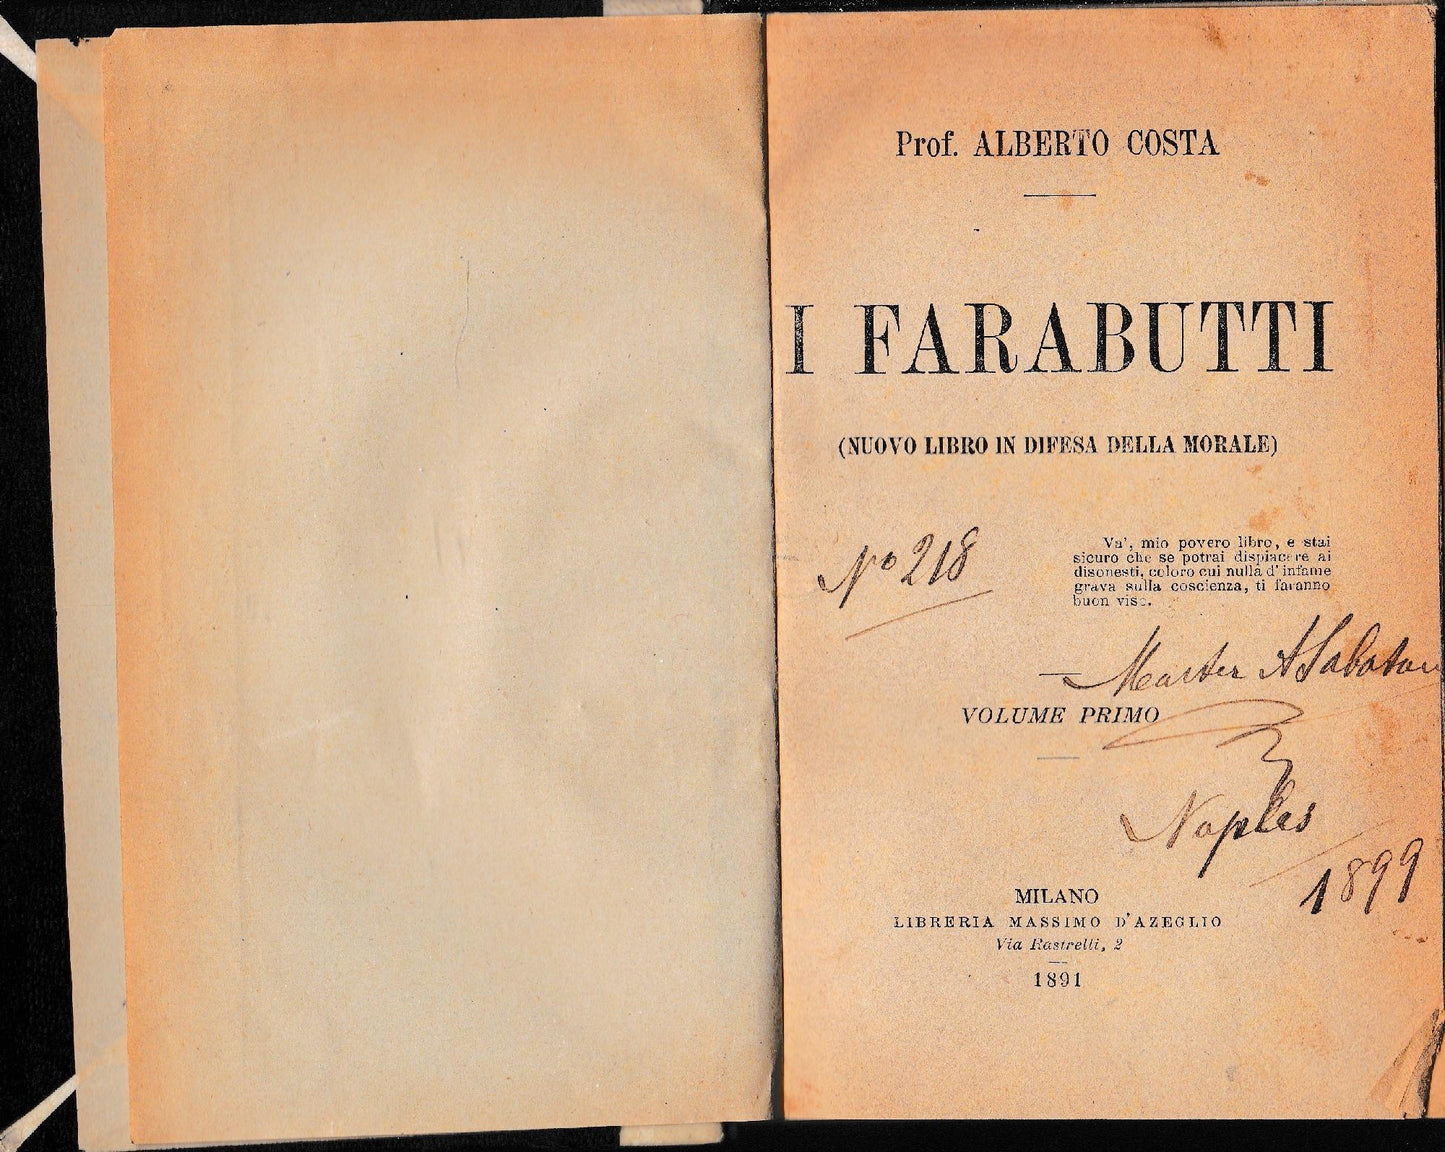 Prof. ALBERTO COSTA
I FARABUTTI
(NUOVO LIBRO IN DIFESA DELLA MORALE)
Va', mio povero libro, e stai
sicuro che se potrai dispiacere ai
disonesti, coloro cui nulla d'infame
grava sulla coscienza, ti faranno
buon viso.
Nº 218
Master A
VOLUME PRIMO
Naples
1899
MILANO
LIBRERIA MASSIMO D'AZEGLIO
Via Rastrelli, 2
1891